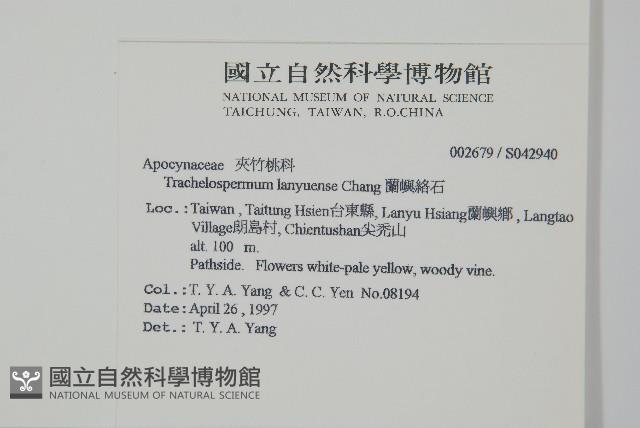 國立自然科學博物館
NATIONAL MUSEUM OF NATURAL SCIENCE
TAICHUNG, TAIWAN, R.O.CHINA
002679 / S042940
Apocynaceae 夾竹桃科
Trachelospermum lanyuense Chang 蘭嶼絡石
Loc.: Taiwan , Taitung Hsien台東縣, Lanyu Hsiang蘭嶼鄉 , Langtao
Village朗島村, Chientushan尖禿山
alt. 100 m.
Pathside. Flowers white-pale yellow, woody vine.
Col.: T. Y. A. Yang & C. C. Yen No.08194
Date: April 26 , 1997
Det.: T. Y. A. Yang
國立自然科學博物館
NATIONAL MUSEUM OF NATURAL SCIENCE